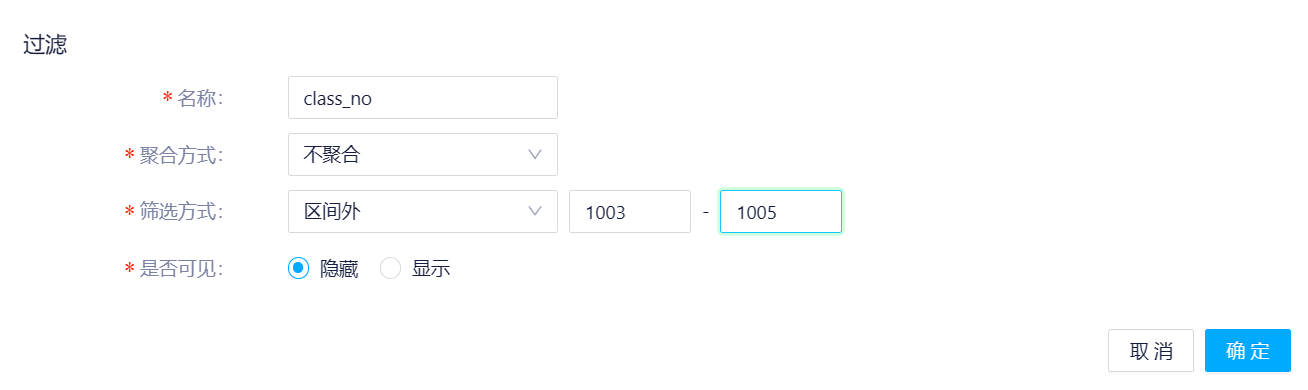 过滤
* 名称: class_no
* 聚合方式: 不聚合
* 筛选方式: 区间外 1003 - 1005
* 是否可见: 隐藏 显示
取消 确定